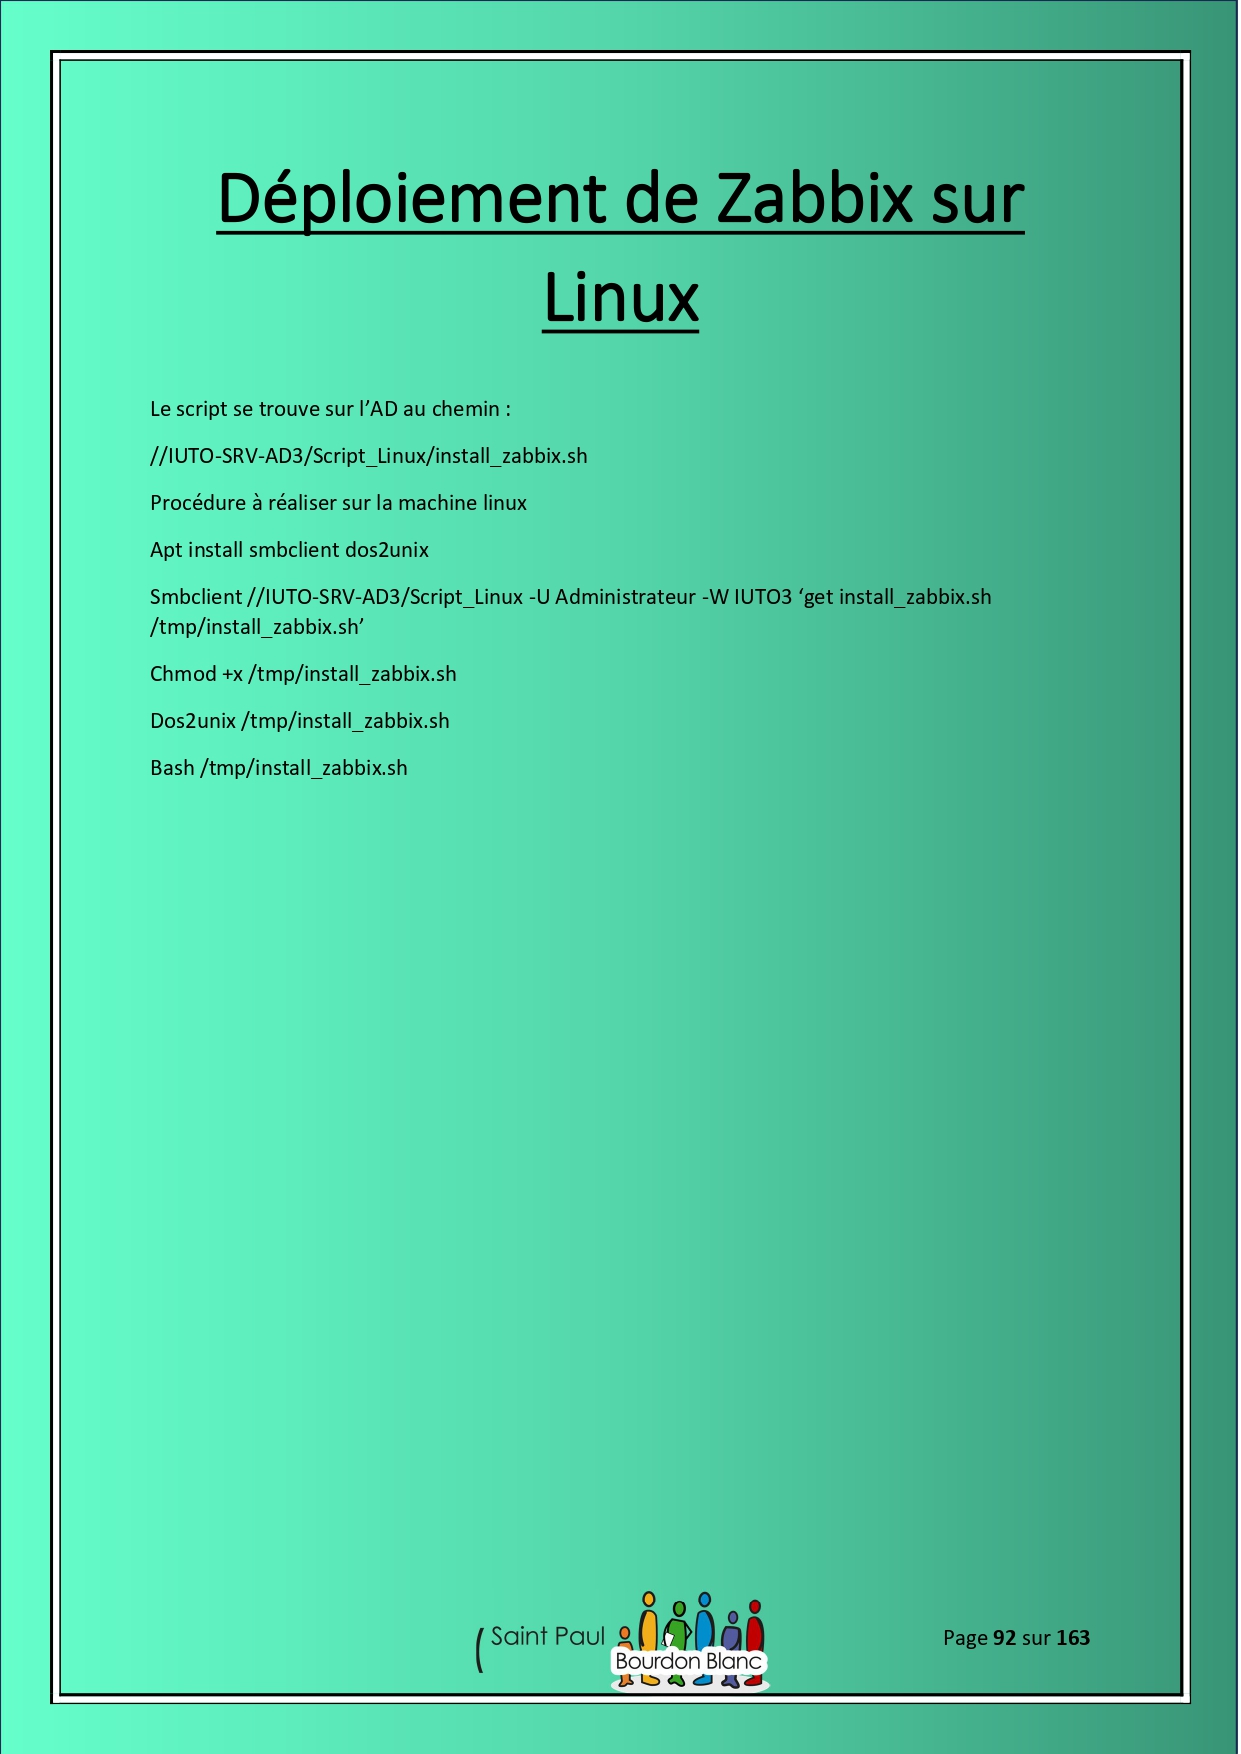 Déploiement de Zabbix sur
Linux
Le script se trouve sur l’AD au chemin :
//IUTO-SRV-AD3/Script_Linux/install_zabbix.sh
Procédure à réaliser sur la machine linux
Apt install smbclient dos2unix
Smbclient //IUTO-SRV-AD3/Script_Linux -U Administrateur -W IUTO3 ‘get install_zabbix.sh
/tmp/install_zabbix.sh’
Chmod +x /tmp/install_zabbix.sh
Dos2unix /tmp/install_zabbix.sh
Bash /tmp/install_zabbix.sh
( Saint Paul
Bourdon Blanc
Page 92 sur 163